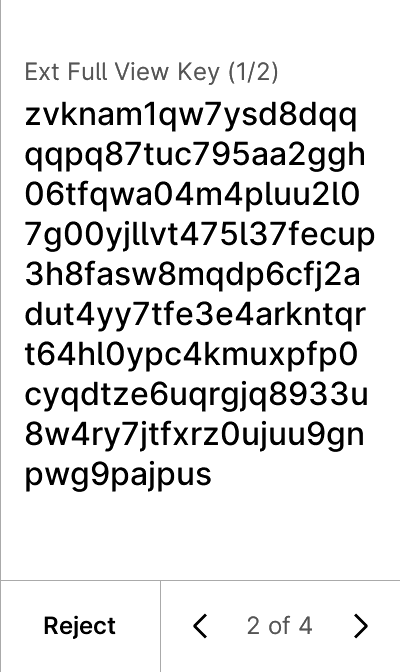 Ext Full View Key (1/2)
zvknam1qw7ysd8dqq
qqpq87tuc795aa2ggh
06tfqwa04m4pluu2l0
7g00yjllvt475l37fecup
3h8fasw8mqdp6cfj2a
dut4yy7tfe3e4arkntqr
t64hl0ypc4kmuxpfp0
cyqdtze6uqrgjq8933u
8w4ry7jtfxrz0ujuu9gn
pwg9pajpus
Reject
2 of 4